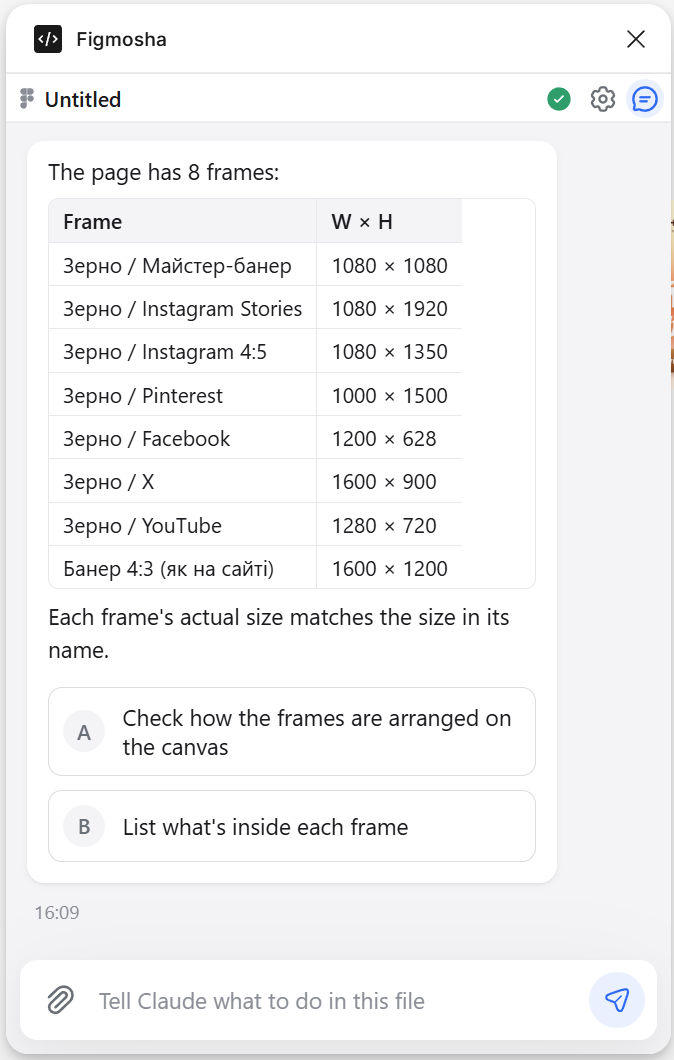 Figmosha
Untitled
The page has 8 frames:
Frame W × H
Зерно / Майстер-банер 1080 × 1080
Зерно / Instagram Stories 1080 × 1920
Зерно / Instagram 4:5 1080 × 1350
Зерно / Pinterest 1000 × 1500
Зерно / Facebook 1200 × 628
Зерно / X 1600 × 900
Зерно / YouTube 1280 × 720
Банер 4:3 (як на сайті) 1600 × 1200
Each frame's actual size matches the size in its
name.
A Check how the frames are arranged on
the canvas
B List what's inside each frame
16:09
Tell Claude what to do in this file